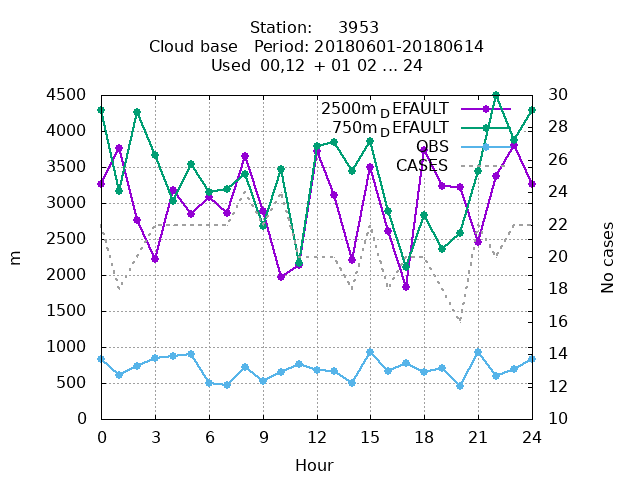 Station: 3953
Cloud base Period: 20180601-20180614
Used 00,12 + 01 02 ... 24
2500m_DEFAULT
750m_DEFAULT
OBS
CASES
4500
4000
3500
3000
2500
2000
1500
1000
500
0
m
30
28
26
24
22
20
18
16
14
12
10
No cases
0 3 6 9 12 15 18 21 24
Hour